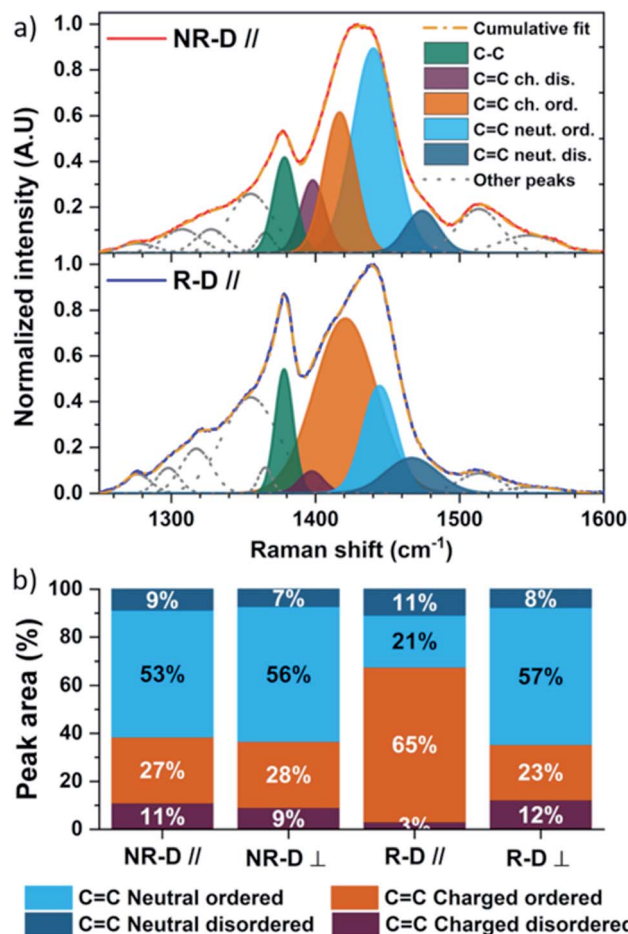 a)
NR-D //
Cumulative fit
C-C
C=C ch. dis.
C=C ch. ord.
C=C neut. ord.
C=C neut. dis.
Other peaks
1.0
0.8
0.6
0.4
0.2
Normalized intensity (A.U)
R-D //
1.0
0.8
0.6
0.4
0.2
0.0
1300 1400 1500 1600
Raman shift (cm-1)
b)
Peak area (%)
100
80
60
40
20
0
9% 7% 11% 8%
53% 56% 21% 57%
27% 28% 65% 23%
11% 9% 3% 12%
NR-D // NR-D ⊥ R-D // R-D ⊥
C=C Neutral ordered C=C Charged ordered
C=C Neutral disordered C=C Charged disordered